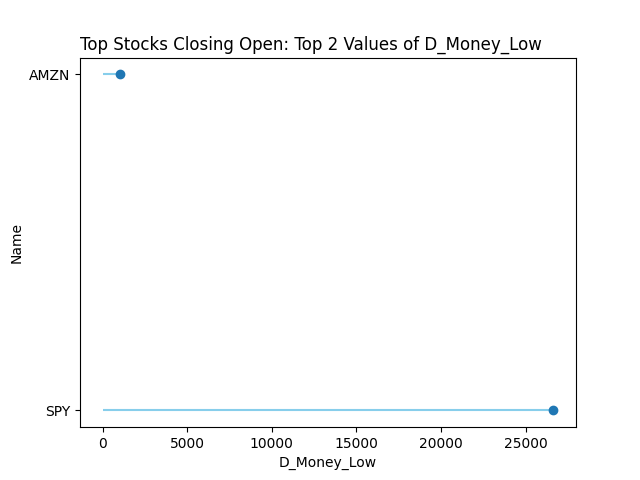 Top Stocks Closing Open: Top 2 Values of D_Money_Low
AMZN
Name
SPY
0 5000 10000 15000 20000 25000
D_Money_Low